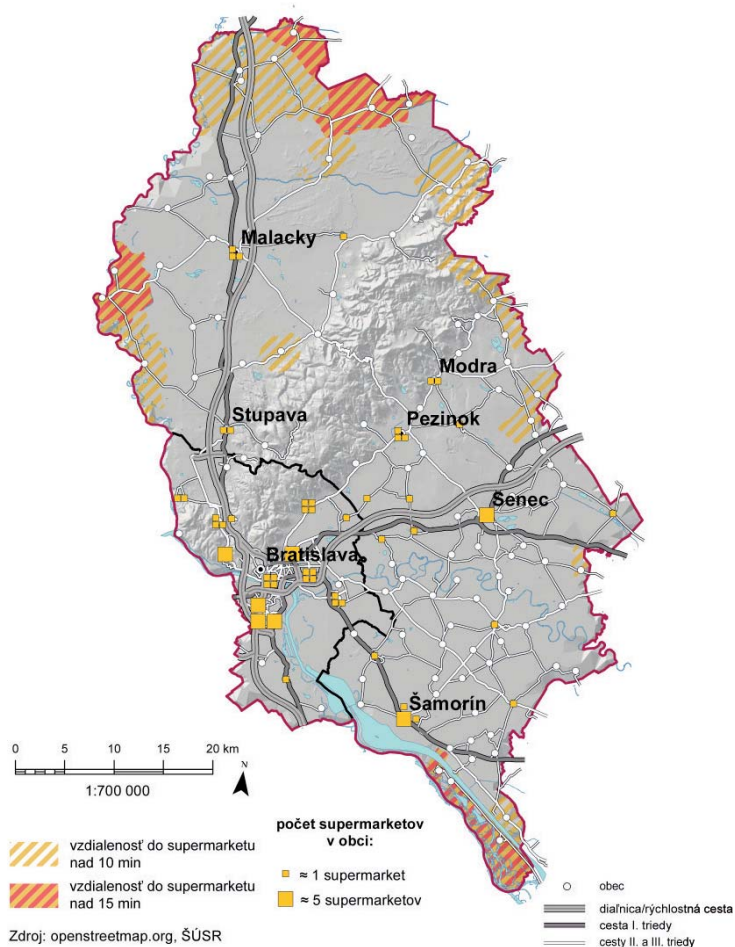 Malacky
Modra
Stupava
Pezinok
Senec
Bratislava
Šamorín
0 5 10 15 20 km
1:700 000
N
vzdialenosť do supermarketu
nad 10 min
vzdialenosť do supermarketu
nad 15 min
počet supermarketov
v obci:
≈ 1 supermarket
≈ 5 supermarketov
obec
diaľnica/rýchlostná cesta
cesta I. triedy
cesty II. a III. triedy
Zdroj: openstreetmap.org, ŠÚSR